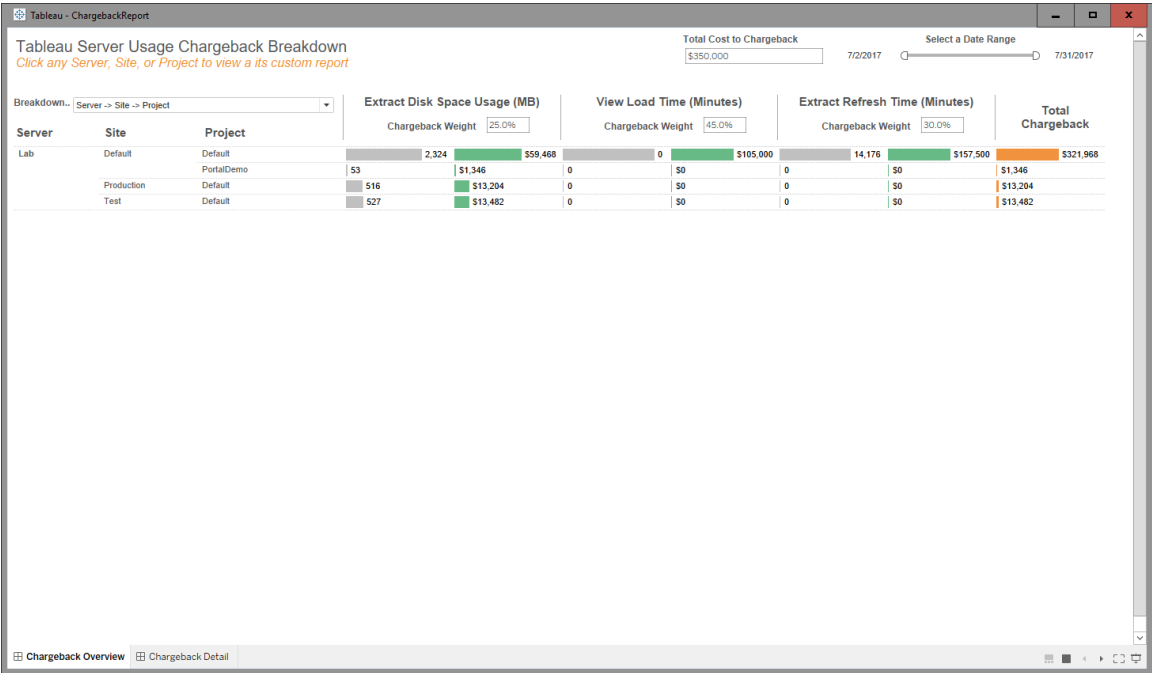 Tableau - ChargebackReport
Tableau Server Usage Chargeback Breakdown
Click any Server, Site, or Project to view a its custom report
Total Cost to Chargeback
$350,000
Select a Date Range
7/2/2017 7/31/2017
Breakdown.. Server -> Site -> Project
Extract Disk Space Usage (MB) View Load Time (Minutes) Extract Refresh Time (Minutes) Total Chargeback
Chargeback Weight 25.0% Chargeback Weight 45.0% Chargeback Weight 30.0%
Server Site Project
Lab Default Default 2,324 $59,468 0 $105,000 14,176 $157,500 $321,968
PortalDemo 53 $1,346 0 $0 0 $0 $1,346
Production Default 516 $13,204 0 $0 0 $0 $13,204
Test Default 527 $13,482 0 $0 0 $0 $13,482
Chargeback Overview Chargeback Detail